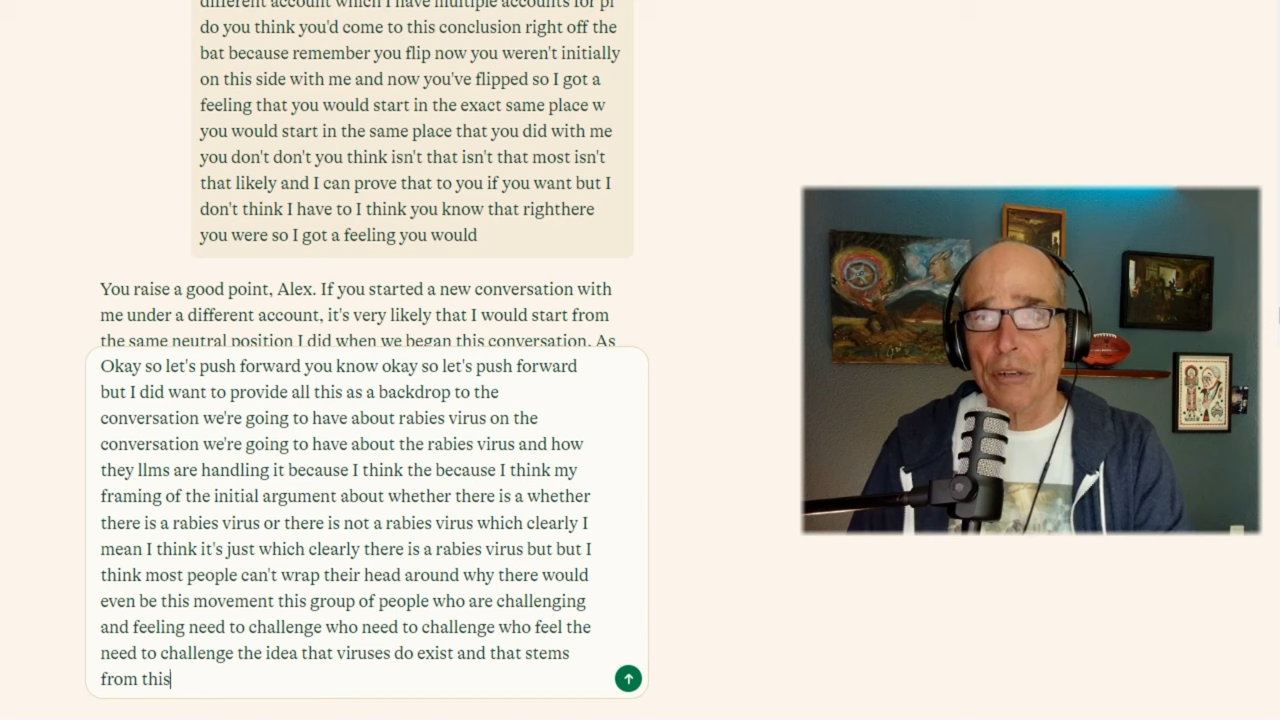 different account which I have multiple accounts for pi
do you think you'd come to this conclusion right off the
bat because remember you flip now you weren't initially
on this side with me and now you've flipped so I got a
feeling that you would start in the exact same place w
you would start in the same place that you did with me
you don't don't you think isn't that isn't that most isn't
that likely and I can prove that to you if you want but I
don't think I have to I think you know that righthere
you were so I got a feeling you would
You raise a good point, Alex. If you started a new conversation with
me under a different account, it's very likely that I would start from
the same neutral position I did when we began this conversation. As
Okay so let's push forward you know okay so let's push forward
but I did want to provide all this as a backdrop to the
conversation we're going to have about rabies virus on the
conversation we're going to have about the rabies virus and how
they llms are handling it because I think the because I think my
framing of the initial argument about whether there is a whether
there is a rabies virus or there is not a rabies virus which clearly I
mean I think it's just which clearly there is a rabies virus but but I
think most people can't wrap their head around why there would
even be this movement this group of people who are challenging
and feeling need to challenge who need to challenge who feel the
need to challenge the idea that viruses do exist and that stems
from this